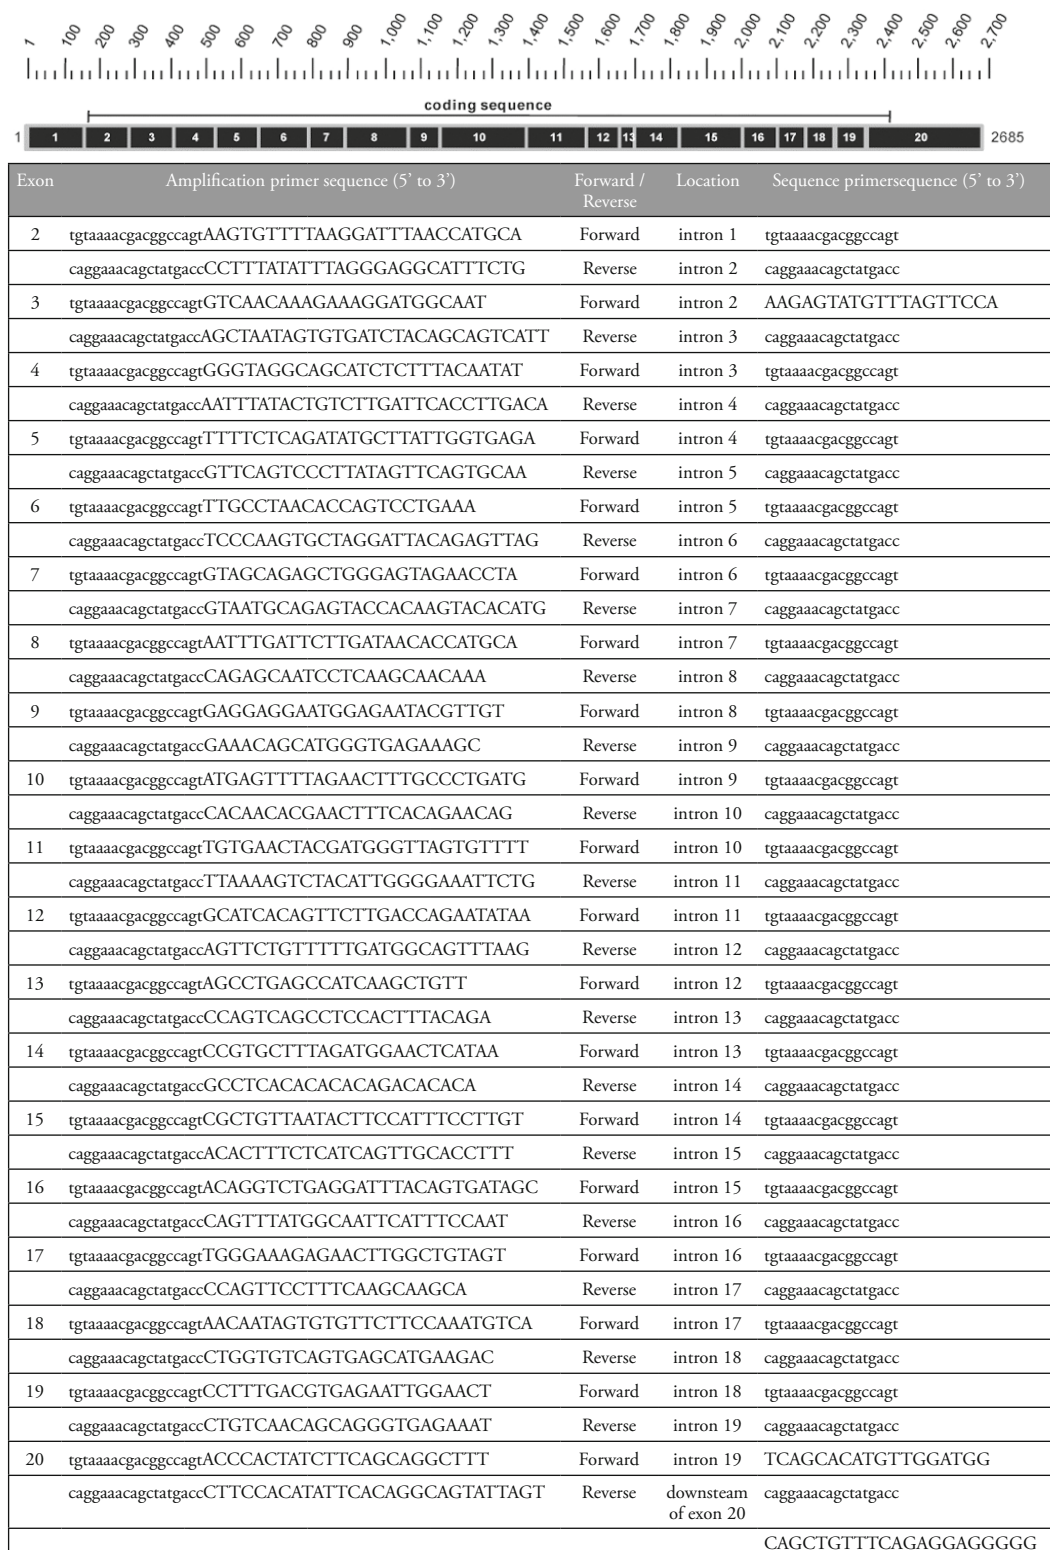 1 100 200 300 400 500 600 700 800 900 1,000 1,100 1,200 1,300 1,400 1,500 1,600 1,700 1,800 1,900 2,000 2,100 2,200 2,300 2,400 2,500 2,600 2,700
coding sequence
1 1 2 3 4 5 6 7 8 9 10 11 12 13 14 15 16 17 18 19 20 2685
Exon Amplification primer sequence (5' to 3') Forward / Location Sequence primersequence (5' to 3')
Reverse
2 tgtaaaacgacggccagtAAGTGTTTTAAGGATTTAACCATGCA Forward intron 1 tgtaaaacgacggccagt
caggaaacagctatgaccCCTTTATATTTAGGGAGGCATTTCTG Reverse intron 2 caggaaacagctatgacc
3 tgtaaaacgacggccagtGTCAACAAAGAAAGGATGGCAAT Forward intron 2 AAGAGTATGTTTAGTTCCA
caggaaacagctatgaccAGCTAATAGTGTGATCTACAGCAGTCATT Reverse intron 3 caggaaacagctatgacc
4 tgtaaaacgacggccagtGGGTAGGCAGCATCTCTTTACAATAT Forward intron 3 tgtaaaacgacggccagt
caggaaacagctatgaccAATTTATACTGTCTTGATTCACCTTGACA Reverse intron 4 caggaaacagctatgacc
5 tgtaaaacgacggccagtTTTTCTCAGATATGCTTATTGGTGAGA Forward intron 4 tgtaaaacgacggccagt
caggaaacagctatgaccGTTCAGTCCCTTATAGTTCAGTGCAA Reverse intron 5 caggaaacagctatgacc
6 tgtaaaacgacggccagtTTGCCTAACACCAGTCCTGAAA Forward intron 5 tgtaaaacgacggccagt
caggaaacagctatgaccTCCCAAGTGCTAGGATTACAGAGTTAG Reverse intron 6 caggaaacagctatgacc
7 tgtaaaacgacggccagtGTAGCAGAGCTGGGAGTAGAACCTA Forward intron 6 tgtaaaacgacggccagt
caggaaacagctatgaccGTAATGCAGAGTACCACAAGTACACATG Reverse intron 7 caggaaacagctatgacc
8 tgtaaaacgacggccagtAATTTGATTCTTGATAACACCATGCA Forward intron 7 tgtaaaacgacggccagt
caggaaacagctatgaccCAGAGCAATCCTCAAGCAACAAA Reverse intron 8 caggaaacagctatgacc
9 tgtaaaacgacggccagtGAGGAGGAATGGAGAATACGTTGT Forward intron 8 tgtaaaacgacggccagt
caggaaacagctatgaccGAAACAGCATGGGTGAGAAAGC Reverse intron 9 caggaaacagctatgacc
10 tgtaaaacgacggccagtATGAGTTTTAGAACTTTGCCCTGATG Forward intron 9 tgtaaaacgacggccagt
caggaaacagctatgaccCACAACACGAACTTTCACAGAACAG Reverse intron 10 caggaaacagctatgacc
11 tgtaaaacgacggccagtTGTGAACTACGATGGGTTAGTGTTTT Forward intron 10 tgtaaaacgacggccagt
caggaaacagctatgaccTTAAAAGTCTACATTGGGGAAATTCTG Reverse intron 11 caggaaacagctatgacc
12 tgtaaaacgacggccagtGCATCACAGTTCTTGACCAGAATATAA Forward intron 11 tgtaaaacgacggccagt
caggaaacagctatgaccAGTTCTGTTTTTGATGGCAGTTTAAG Reverse intron 12 caggaaacagctatgacc
13 tgtaaaacgacggccagtAGCCTGAGCCATCAAGCTGTT Forward intron 12 tgtaaaacgacggccagt
caggaaacagctatgaccCCAGTCAGCCTCCACTTTACAGA Reverse intron 13 caggaaacagctatgacc
14 tgtaaaacgacggccagtCCGTGCTTTAGATGGAACTCATAA Forward intron 13 tgtaaaacgacggccagt
caggaaacagctatgaccGCCTCACACACACAGACACACA Reverse intron 14 caggaaacagctatgacc
15 tgtaaaacgacggccagtCGCTGTTAATACTTCCATTTCCTTGT Forward intron 14 tgtaaaacgacggccagt
caggaaacagctatgaccACACTTTCTCATCAGTTGCACCTTT Reverse intron 15 caggaaacagctatgacc
16 tgtaaaacgacggccagtACAGGTCTGAGGATTTACAGTGATAGC Forward intron 15 tgtaaaacgacggccagt
caggaaacagctatgaccCAGTTTATGGCAATTCATTTCCAAT Reverse intron 16 caggaaacagctatgacc
17 tgtaaaacgacggccagtTGGGAAAGAGAACTTGGCTGTAGT Forward intron 16 tgtaaaacgacggccagt
caggaaacagctatgaccCCAGTTCCTTTCAAGCAAGCA Reverse intron 17 caggaaacagctatgacc
18 tgtaaaacgacggccagtAACAATAGTGTGTTCTTCCAAATGTCA Forward intron 17 tgtaaaacgacggccagt
caggaaacagctatgaccCTGGTGTCAGTGAGCATGAAGAC Reverse intron 18 caggaaacagctatgacc
19 tgtaaaacgacggccagtCCTTTGACGTGAGAATTGGAACT Forward intron 18 tgtaaaacgacggccagt
caggaaacagctatgaccCTGTCAACAGCAGGGTGAGAAAT Reverse intron 19 caggaaacagctatgacc
20 tgtaaaacgacggccagtACCCACTATCTTCAGCAGGCTTT Forward intron 19 TCAGCACATGTTGGATGG
caggaaacagctatgaccCTTCCACATATTCACAGGCAGTATTAGT Reverse downsteam caggaaacagctatgacc
of exon 20
CAGCTGTTTCAGAGGAGGGGG